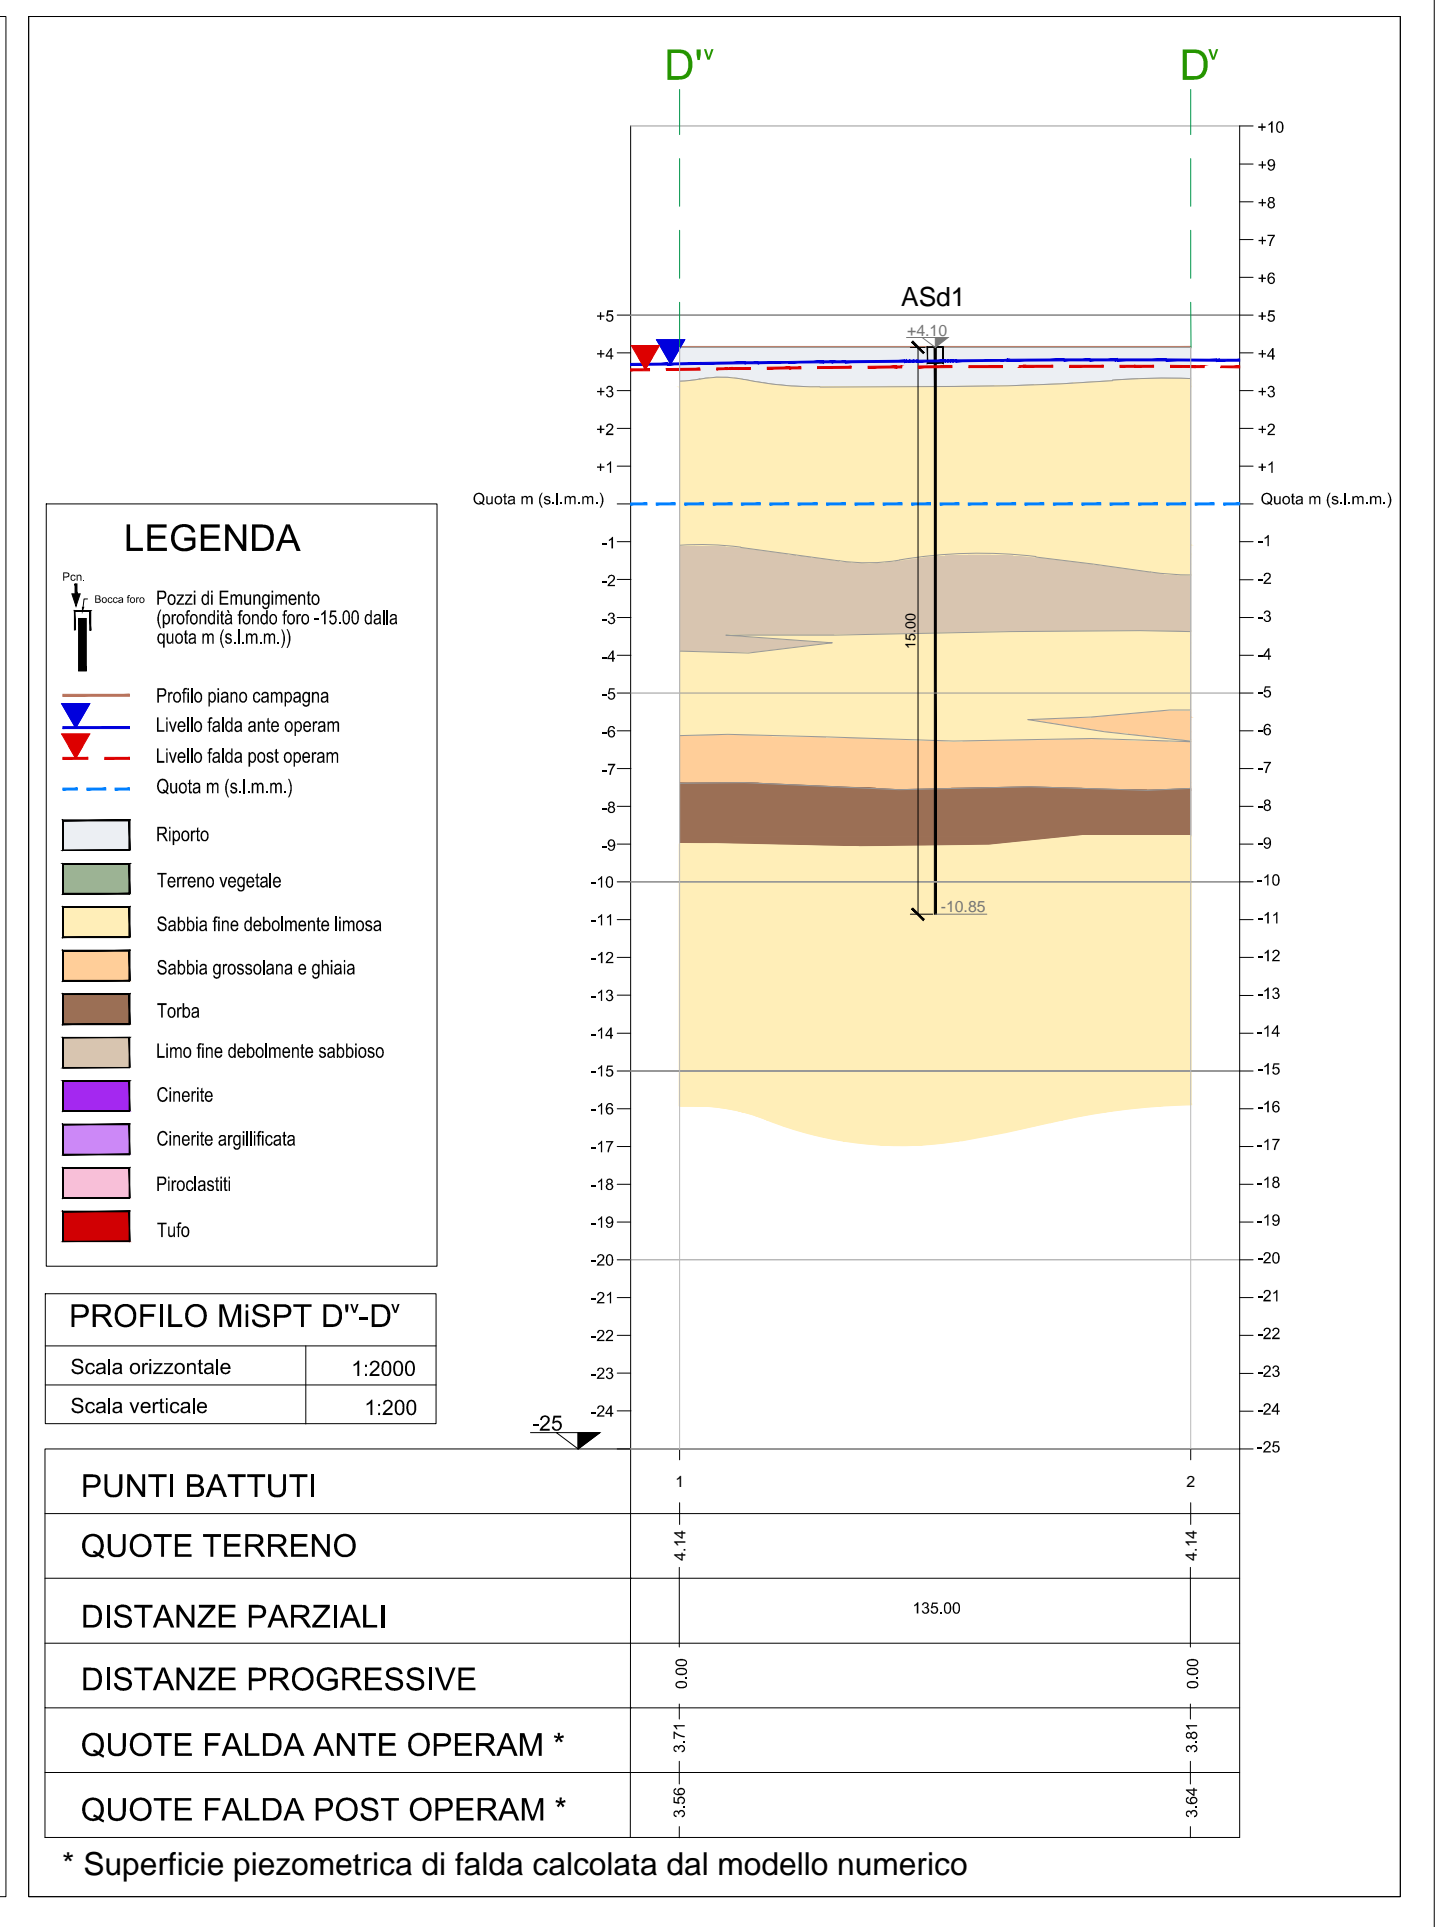 D'ᵛ
Dᵛ
+10
+9
+8
+7
+6
+5
+4
+3
+2
+1
Quota m (s.l.m.m.)
-1
-2
-3
-4
-5
-6
-7
-8
-9
-10
-11
-12
-13
-14
-15
-16
-17
-18
-19
-20
-21
-22
-23
-24
-25
+5
+4
+3
+2
+1
Quota m (s.l.m.m.)
-1
-2
-3
-4
-5
-6
-7
-8
-9
-10
-11
-12
-13
-14
-15
-16
-17
-18
-19
-20
-21
-22
-23
-24
-25
ASd1
+4.10
15.00
-10.85
LEGENDA
Pcn.
Bocca foro
Pozzi di Emungimento
(profondità fondo foro -15.00 dalla
quota m (s.l.m.m.))
Profilo piano campagna
Livello falda ante operam
Livello falda post operam
Quota m (s.l.m.m.)
Riporto
Terreno vegetale
Sabbia fine debolmente limosa
Sabbia grossolana e ghiaia
Torba
Limo fine debolmente sabbioso
Cinerite
Cinerite argillificata
Piroclastiti
Tufo
PROFILO MiSPT D'ᵛ-Dᵛ
Scala orizzontale 1:2000
Scala verticale 1:200
PUNTI BATTUTI 1 2
QUOTE TERRENO 4.14 4.14
DISTANZE PARZIALI 135.00
DISTANZE PROGRESSIVE 0.00 0.00
QUOTE FALDA ANTE OPERAM * 3.71 3.81
QUOTE FALDA POST OPERAM * 3.56 3.64
* Superficie piezometrica di falda calcolata dal modello numerico